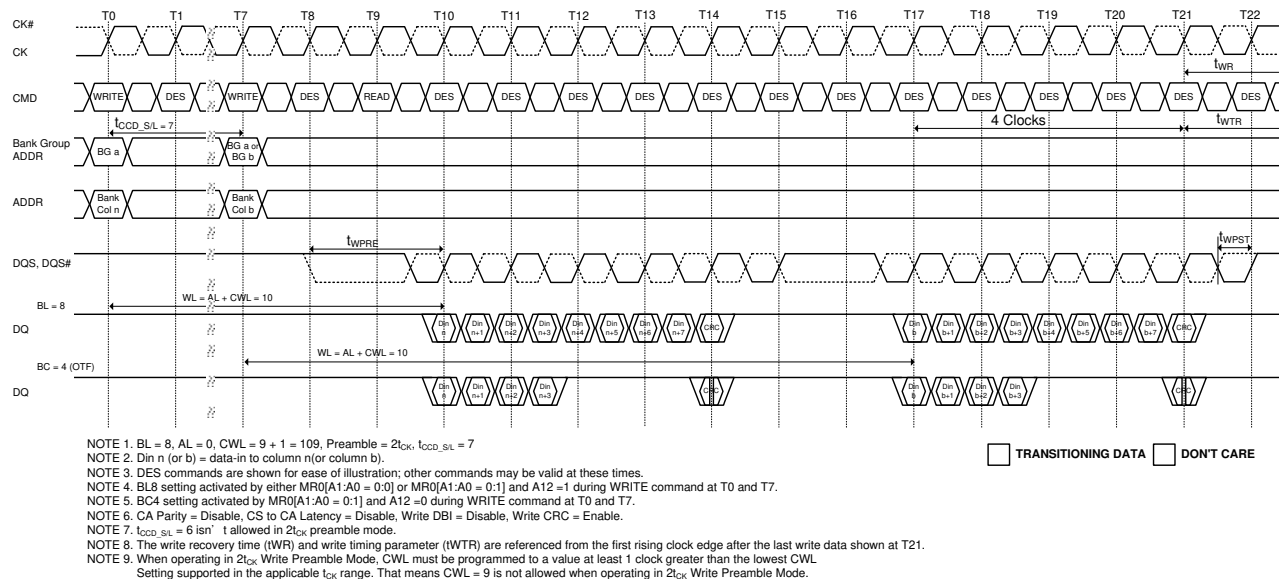 T0 T1 T7 T8 T9 T10 T11 T12 T13 T14 T15 T16 T17 T18 T19 T20 T21 T22
CK#
CK
tWR
CMD WRITE DES WRITE DES READ DES DES DES DES DES DES DES DES DES DES DES DES DES
tCCD_S/L = 7
4 Clocks
tWTR
Bank Group
ADDR
BG a
BG a or
BG b
ADDR
Bank
Col n
Bank
Col b
tWPRE
tWPST
DQS, DQS#
WL = AL + CWL = 10
BL = 8
DQ
Din n Din n+1 Din n+2 Din n+3 Din n+4 Din n+5 Din n+6 Din n+7 CRC Din b Din b+1 Din b+2 Din b+3 Din b+4 Din b+5 Din b+6 Din b+7 CRC
WL = AL + CWL = 10
BC = 4 (OTF)
DQ
Din n Din n+1 Din n+2 Din n+3 CRC Din b Din b+1 Din b+2 Din b+3 CRC
NOTE 1. BL = 8, AL = 0, CWL = 9 + 1 = 109, Preamble = 2tCK, tCCD_S/L = 7
NOTE 2. Din n (or b) = data-in to column n(or column b).
NOTE 3. DES commands are shown for ease of illustration; other commands may be valid at these times.
NOTE 4. BL8 setting activated by either MR0[A1:A0 = 0:0] or MR0[A1:A0 = 0:1] and A12 =1 during WRITE command at T0 and T7.
NOTE 5. BC4 setting activated by MR0[A1:A0 = 0:1] and A12 =0 during WRITE command at T0 and T7.
NOTE 6. CA Parity = Disable, CS to CA Latency = Disable, Write DBI = Disable, Write CRC = Enable.
NOTE 7. tCCD_S/L = 6 isn’ t allowed in 2tCK preamble mode.
NOTE 8. The write recovery time (tWR) and write timing parameter (tWTR) are referenced from the first rising clock edge after the last write data shown at T21.
NOTE 9. When operating in 2tCK Write Preamble Mode, CWL must be programmed to a value at least 1 clock greater than the lowest CWL
Setting supported in the applicable tCK range. That means CWL = 9 is not allowed when operating in 2tCK Write Preamble Mode.
TRANSITIONING DATA DON'T CARE